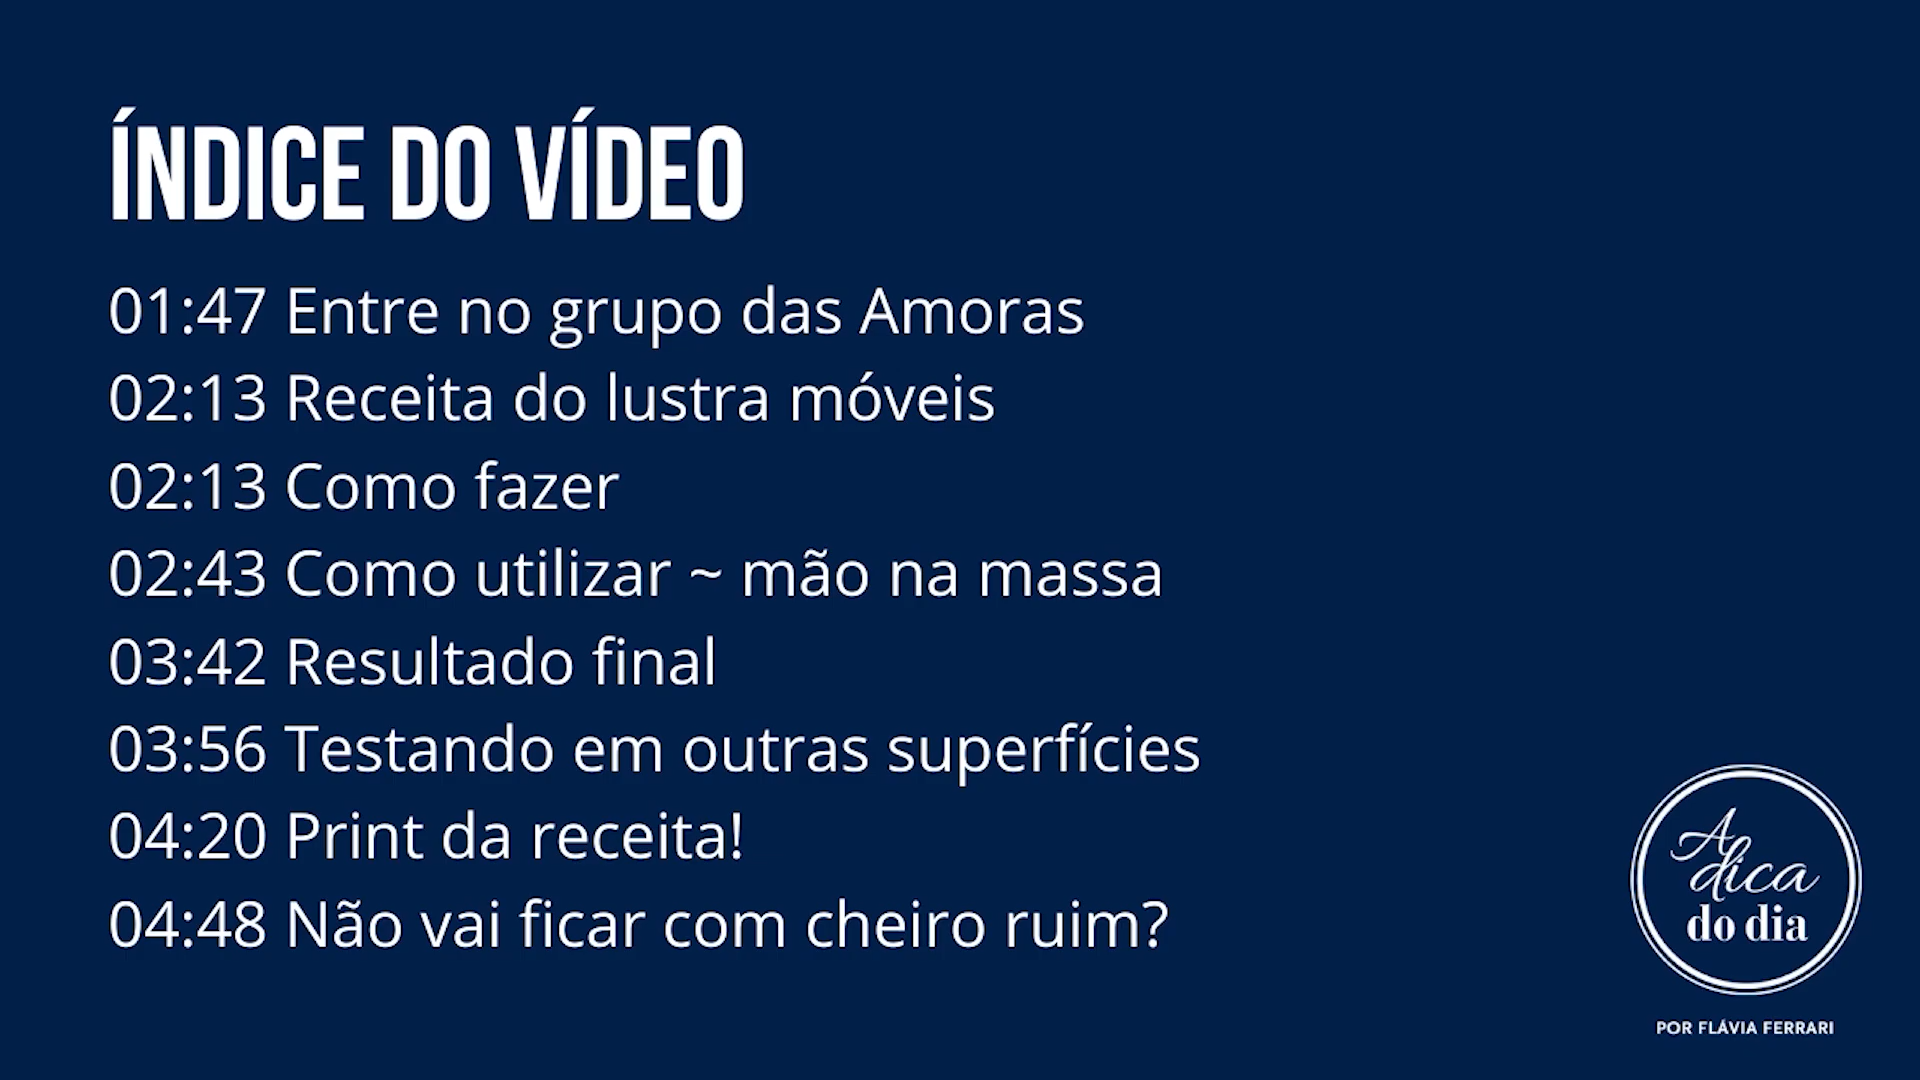 ÍNDICE DO VÍDEO
01:47 Entre no grupo das Amoras
02:13 Receita do lustra móveis
02:13 Como fazer
02:43 Como utilizar ~ mão na massa
03:42 Resultado final
03:56 Testando em outras superfícies
04:20 Print da receita!
04:48 Não vai ficar com cheiro ruim?
A
dica
do dia
POR FLÁVIA FERRARI